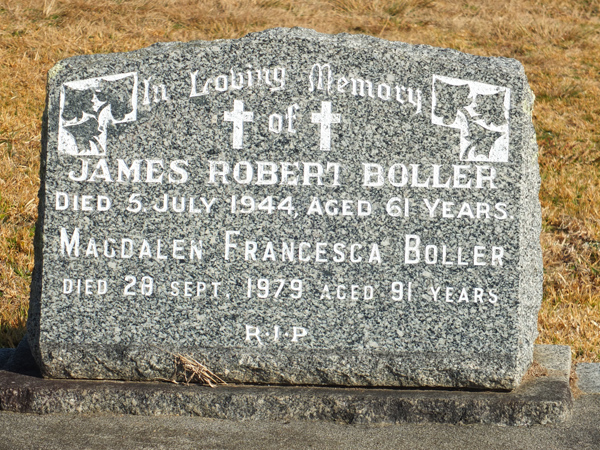 In Loving Memory
of
JAMES ROBERT BOLLER
DIED 5. JULY 1944, AGED 61 YEARS.
MAGDALEN FRANCESCA BOLLER
DIED 28 SEPT. 1979 AGED 91 YEARS
R.I.P.